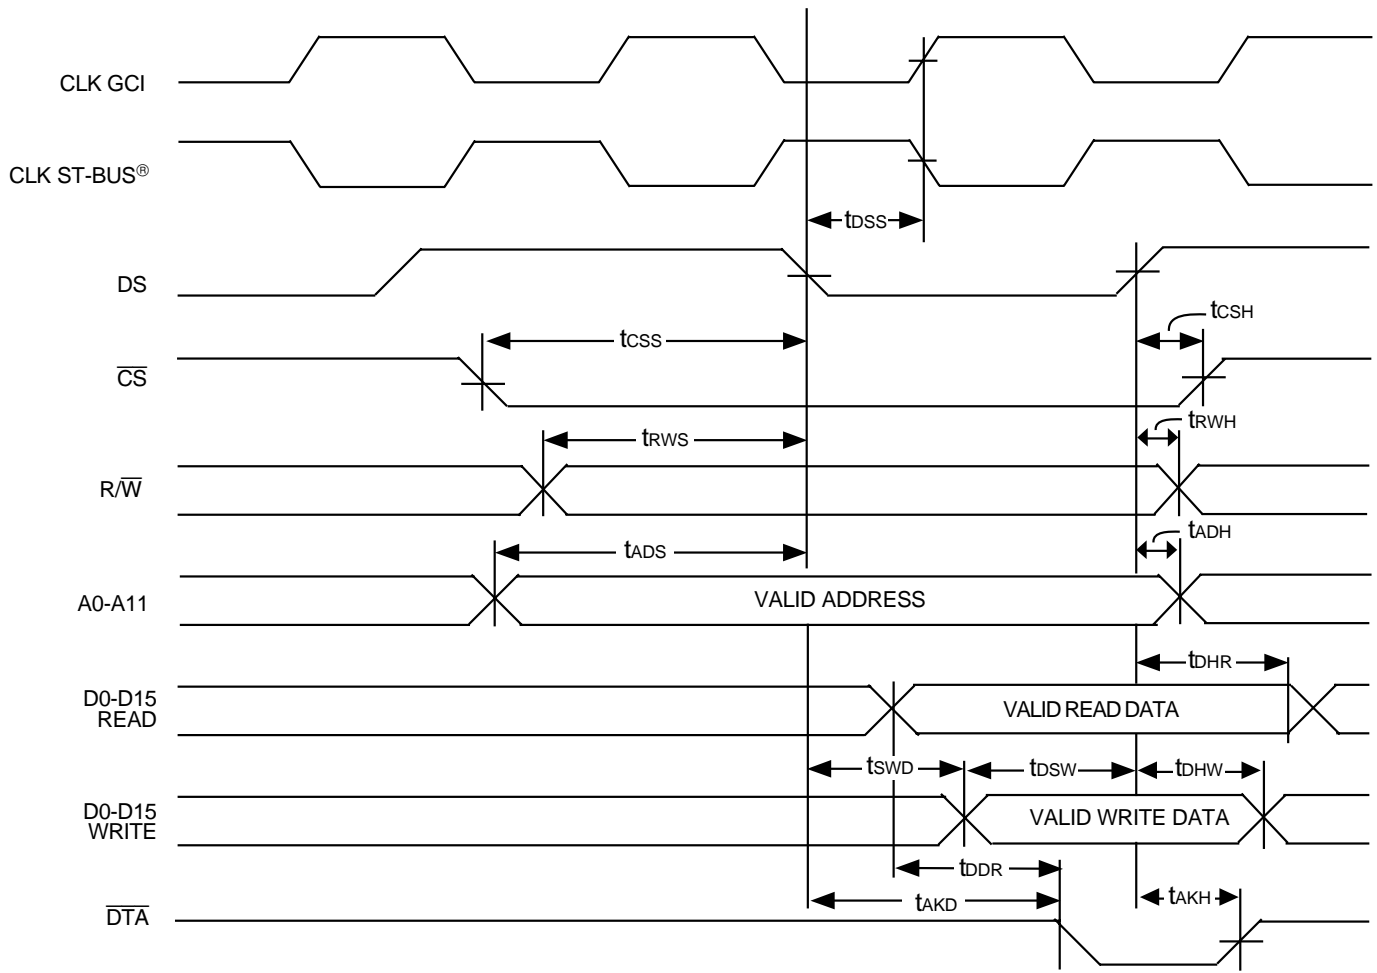 CLK GCI
CLK ST-BUS®
tDSS
DS
tCSH
tCSS
CS
tRWH
tRWS
R/W
tADH
tADS
A0-A11
VALID ADDRESS
tDHR
D0-D15
READ
VALID READ DATA
tSWD
tDSW
tDHW
D0-D15
WRITE
VALID WRITE DATA
tDDR
tAKH
tAKD
DTA